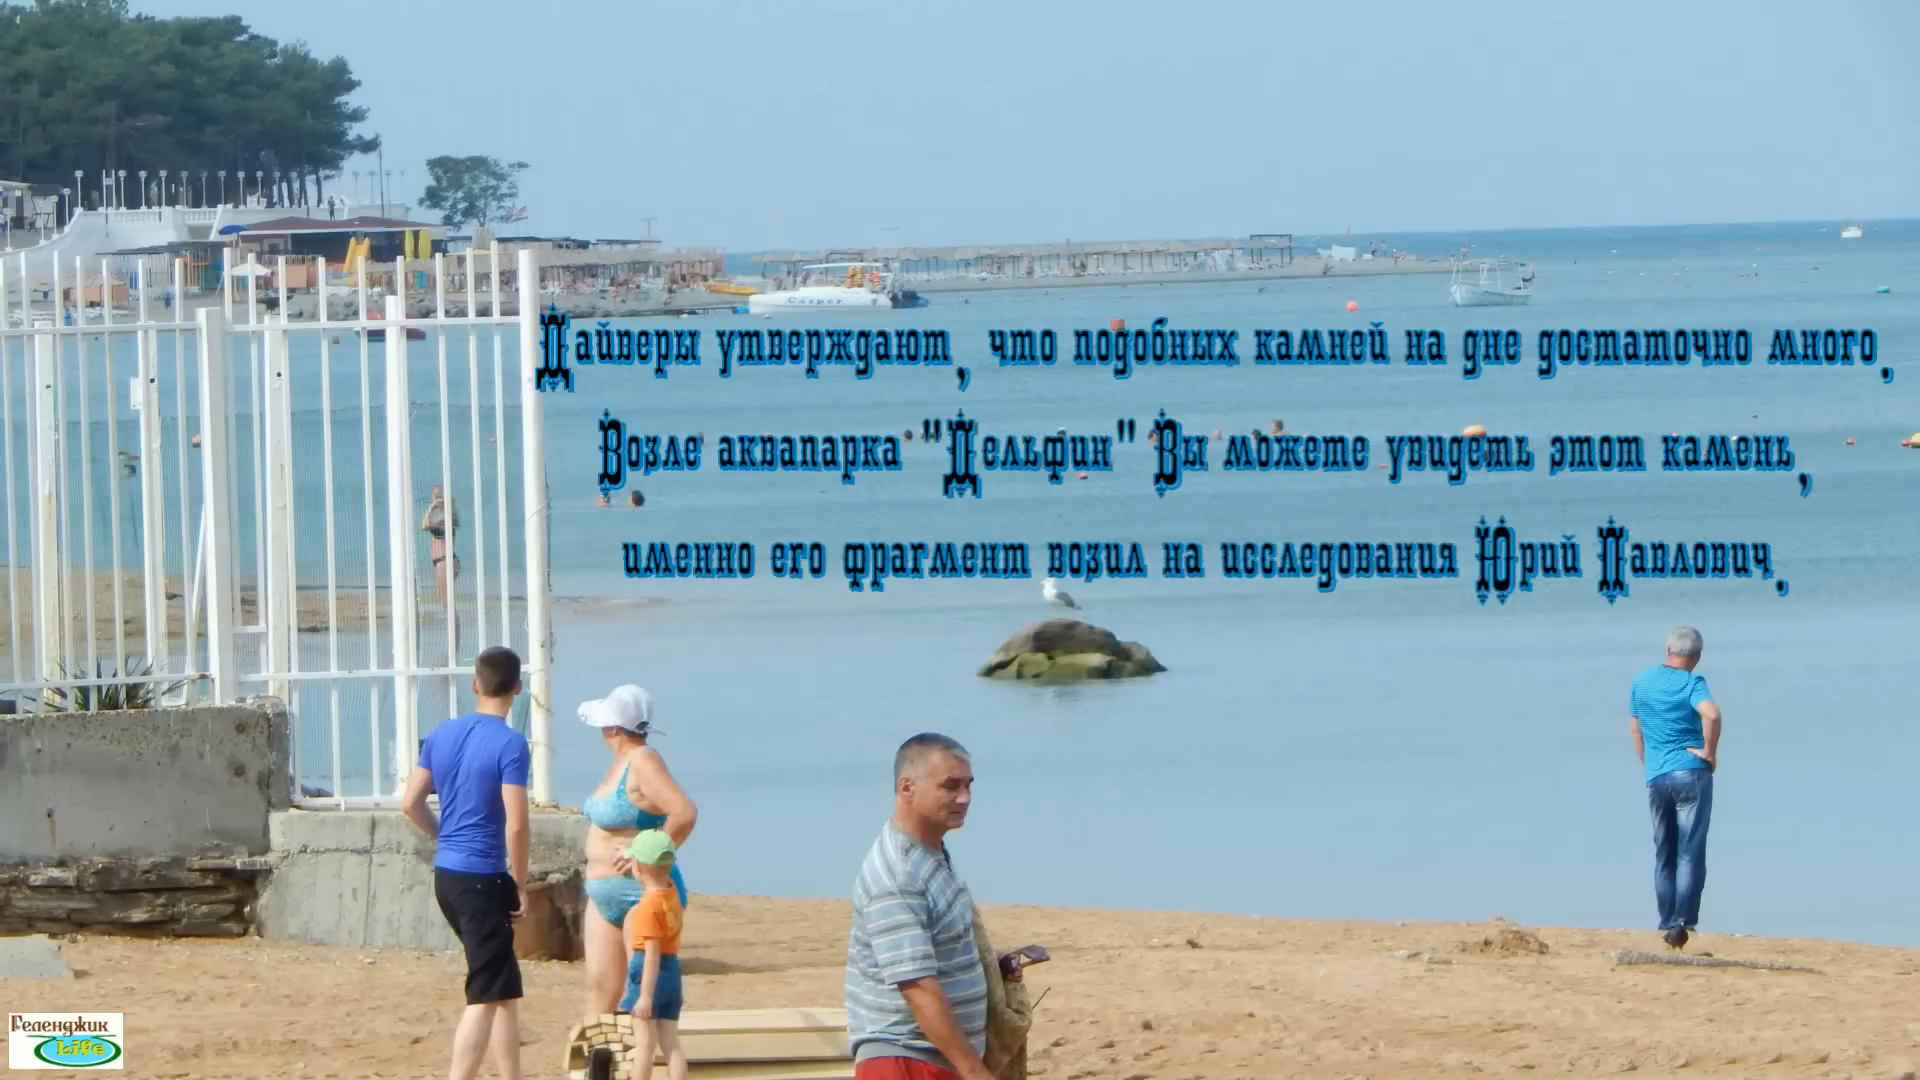 Дайверы утверждают, что подобных камней на дне достаточно много.
Возле аквапарка "Дельфин" Вы можете увидеть этот камень,
именно его фрагмент возил на исследования Юрий Павлович.
Casper
Геленджик
Life